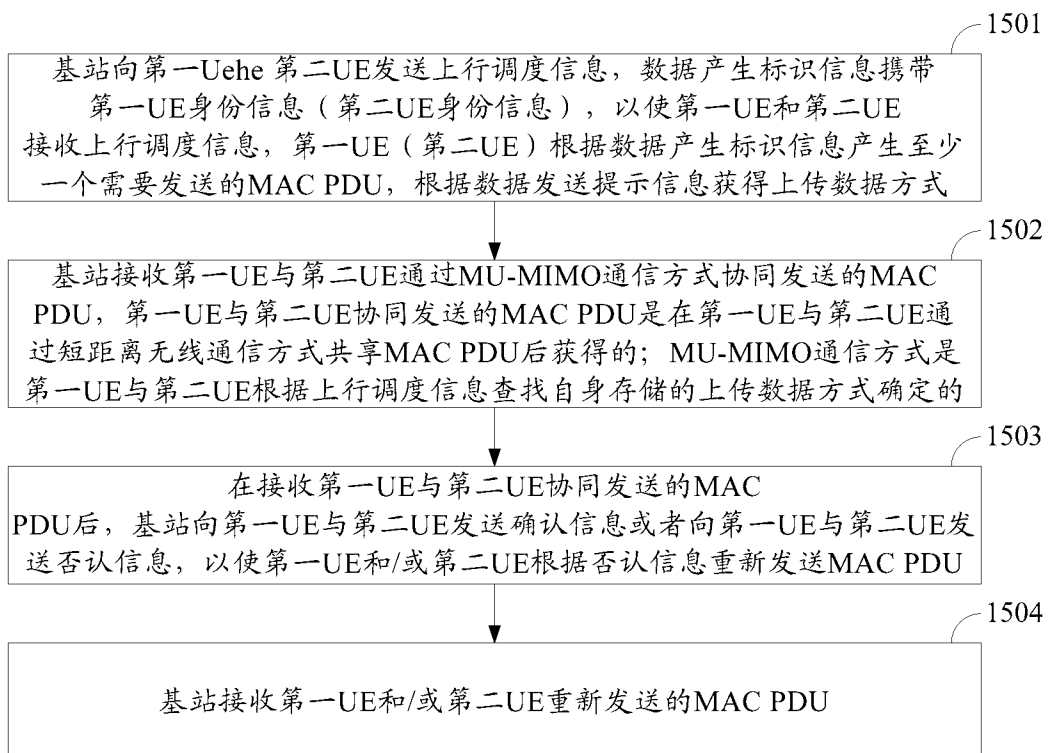 1501
基站向第一Uehe 第二UE发送上行调度信息，数据产生标识信息携带
第一UE身份信息（第二UE身份信息），以使第一UE和第二UE
接收上行调度信息，第一UE（第二UE）根据数据产生标识信息产生至少
一个需要发送的MAC PDU，根据数据发送提示信息获得上传数据方式
1502
基站接收第一UE与第二UE通过MU-MIMO通信方式协同发送的MAC
PDU，第一UE与第二UE协同发送的MAC PDU是在第一UE与第二UE通
过短距离无线通信方式共享MAC PDU后获得的；MU-MIMO通信方式是
第一UE与第二UE根据上行调度信息查找自身存储的上传数据方式确定的
1503
在接收第一UE与第二UE协同发送的MAC
PDU后，基站向第一UE与第二UE发送确认信息或者向第一UE与第二UE发
送否认信息，以使第一UE和/或第二UE根据否认信息重新发送MAC PDU
1504
基站接收第一UE和/或第二UE重新发送的MAC PDU